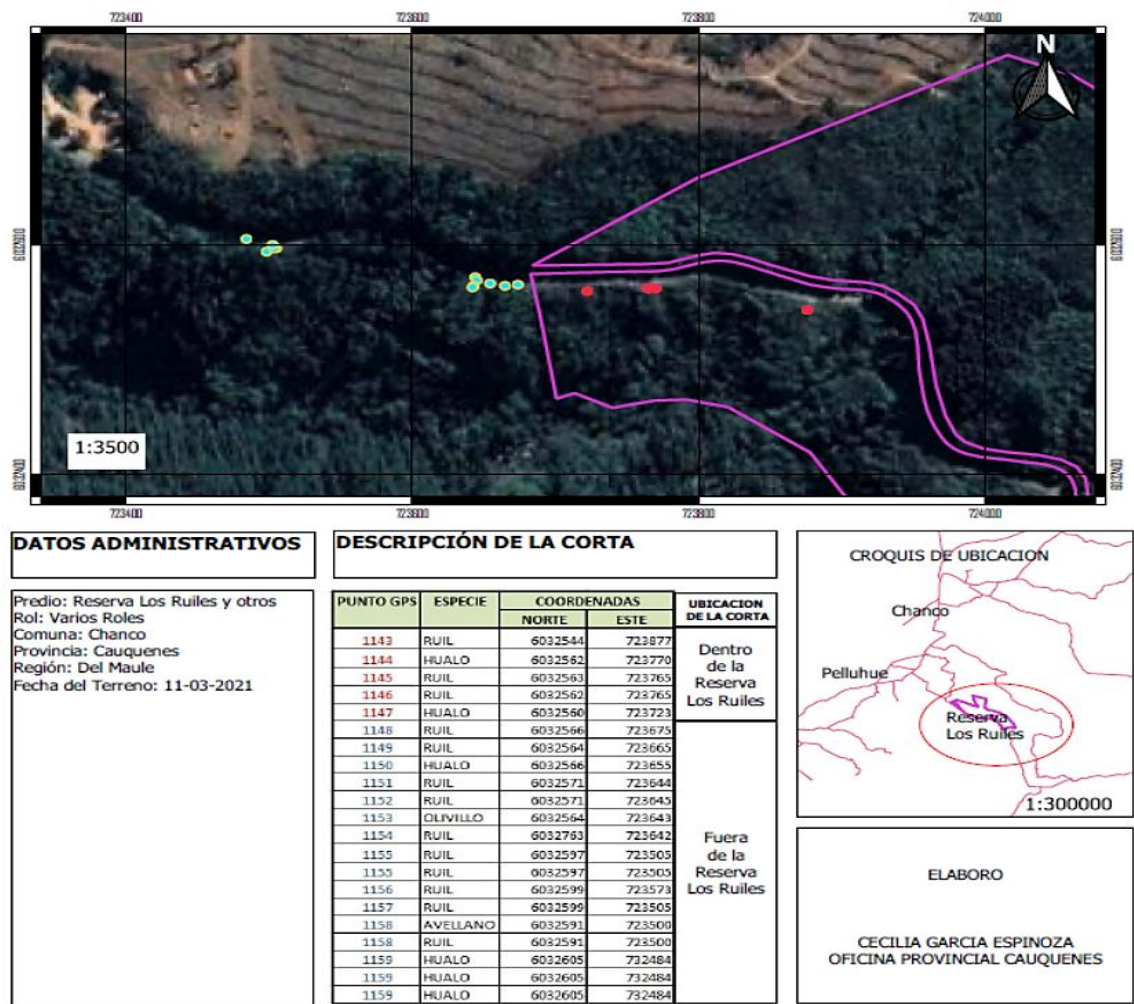 723400 723600 723800 724000
N
6032600 6032600
1:3500
6032400 6032400
723400 723600 723800 724000
DATOS ADMINISTRATIVOS
Predio: Reserva Los Ruiles y otros
Rol: Varios Roles
Comuna: Chanco
Provincia: Cauquenes
Región: Del Maule
Fecha del Terreno: 11-03-2021
DESCRIPCIÓN DE LA CORTA
PUNTO GPS ESPECIE COORDENADAS UBICACION
NORTE ESTE DE LA CORTA
1143 RUIL 6032544 723877
1144 HUALO 6032562 723770
1145 RUIL 6032563 723765
1146 RUIL 6032562 723765
1147 HUALO 6032560 723723
Dentro
de la
Reserva
Los Ruiles
1148 RUIL 6032566 723675
1149 RUIL 6032564 723665
1150 HUALO 6032566 723655
1151 RUIL 6032571 723644
1152 RUIL 6032571 723645
1153 OLIVILLO 6032564 723643
1154 RUIL 6032763 723642
1155 RUIL 6032597 723505
1155 RUIL 6032597 723505
1156 RUIL 6032599 723573
1157 RUIL 6032599 723505
1158 AVELLANO 6032591 723500
1158 RUIL 6032591 723500
1159 HUALO 6032605 732484
1159 HUALO 6032605 732484
1159 HUALO 6032605 732484
Fuera
de la
Reserva
Los Ruiles
CROQUIS DE UBICACION
Chanco
Pelluhue
Reserva
Los Ruiles
1:300000
ELABORO
CECILIA GARCIA ESPINOZA
OFICINA PROVINCIAL CAUQUENES